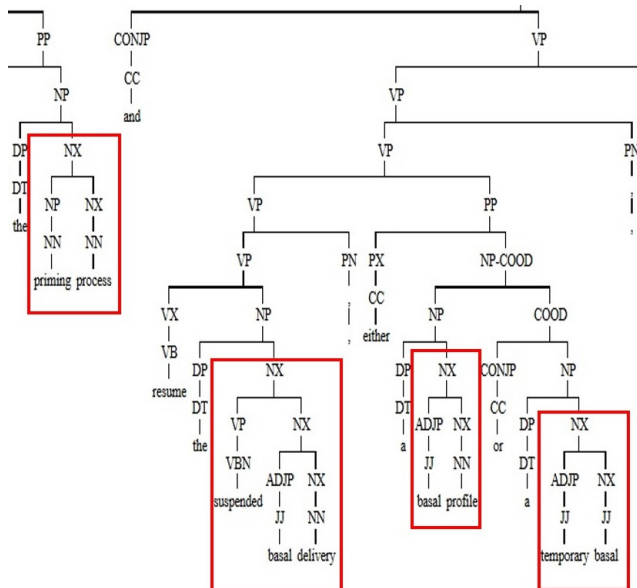 PP CONJP VP
CC
NP and VP
DP NX VP PN
DT
the NP NX VP PP ,
NN NN ,
priming process VP PN PX NP-COOD
, CC
VX NP , either NP COOD
VB
resume DP NX DP NX CONJP NP
DT DT CC
the VP NX a ADJP NX or DP NX
VBN JJ NN DT
suspended ADJP NX basal profile a ADJP NX
JJ NN JJ JJ
basal delivery temporary basal